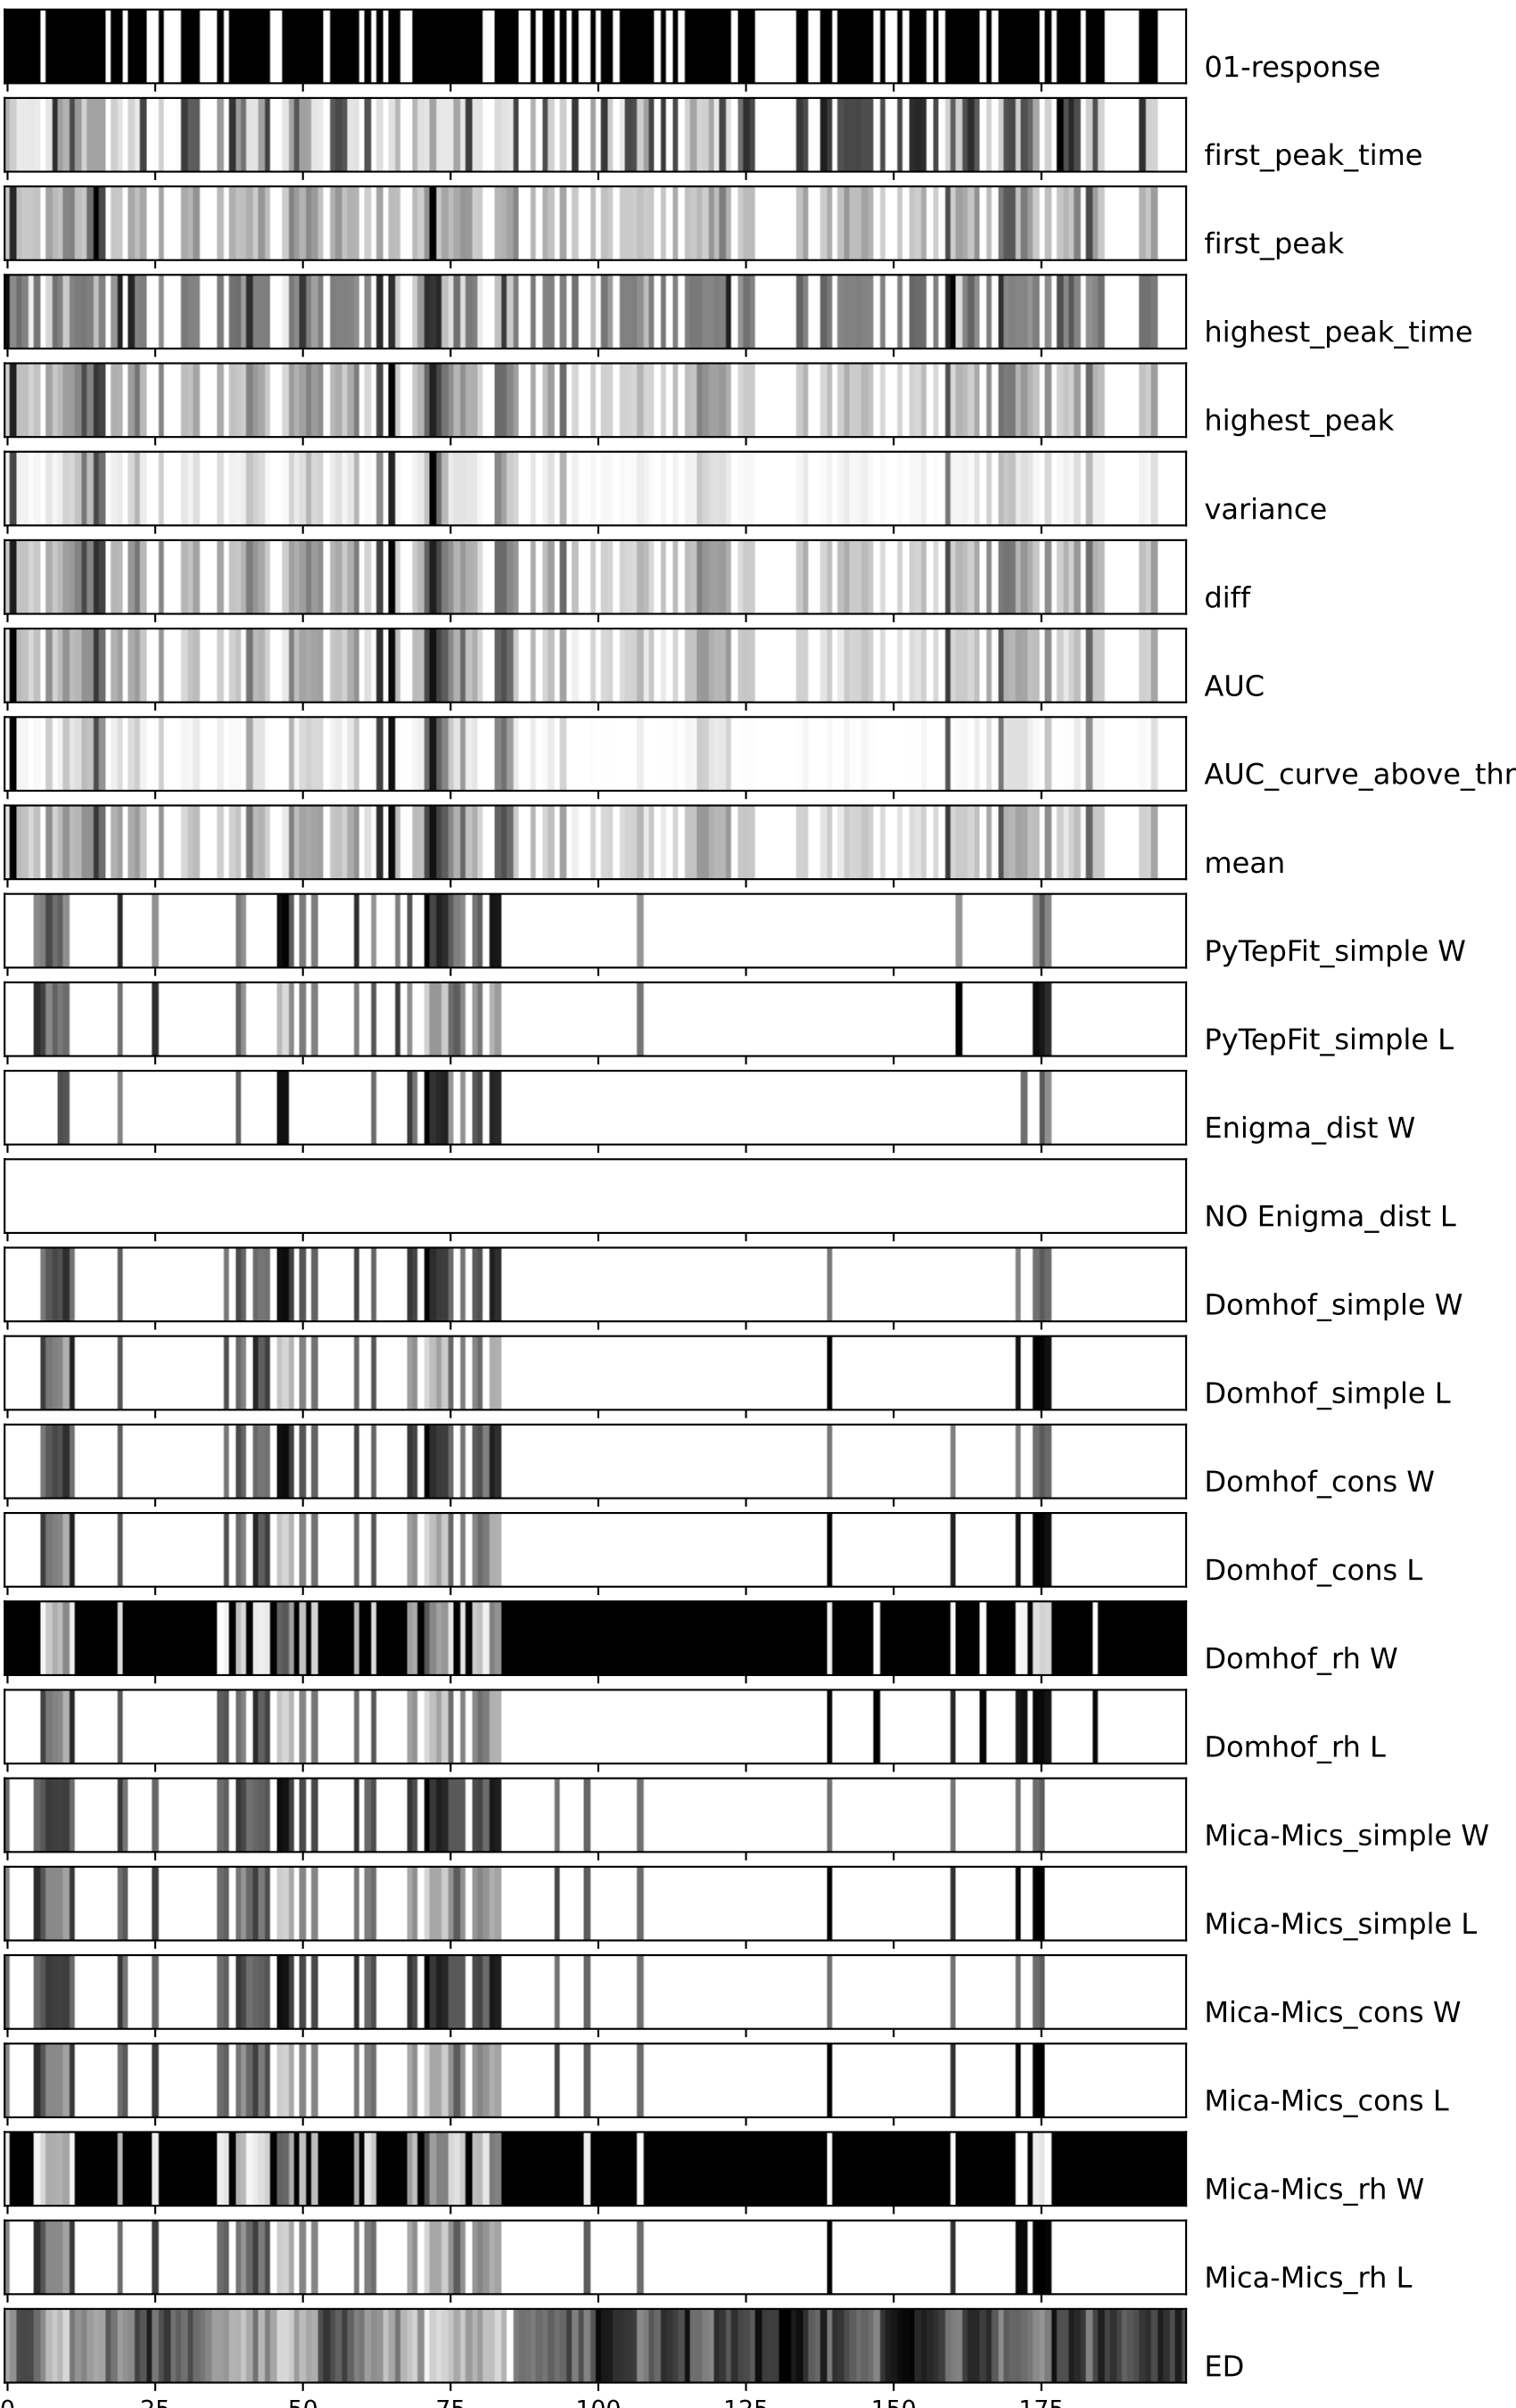 01-response
first_peak_time
first_peak
highest_peak_time
highest_peak
variance
diff
AUC
AUC_curve_above_thr
mean
PyTepFit_simple W
PyTepFit_simple L
Enigma_dist W
NO Enigma_dist L
Domhof_simple W
Domhof_simple L
Domhof_cons W
Domhof_cons L
Domhof_rh W
Domhof_rh L
Mica-Mics_simple W
Mica-Mics_simple L
Mica-Mics_cons W
Mica-Mics_cons L
Mica-Mics_rh W
Mica-Mics_rh L
ED
0 25 50 75 100 125 150 175